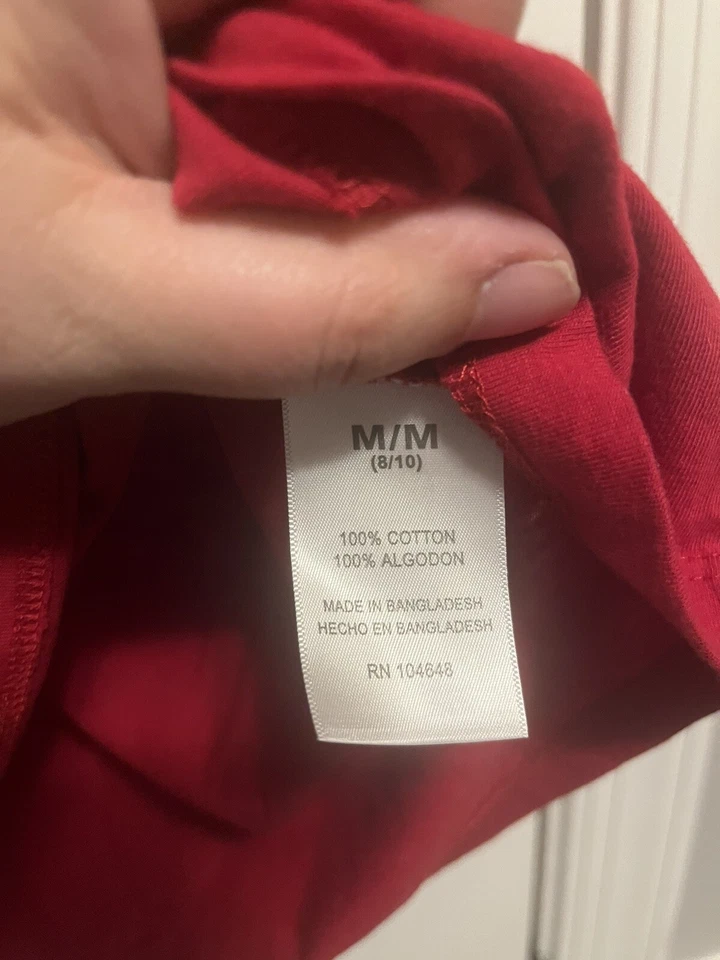 M/M
(8/10)
100% COTTON
100% ALGODON
MADE IN BANGLADESH
HECHO EN BANGLADESH
RN 104648